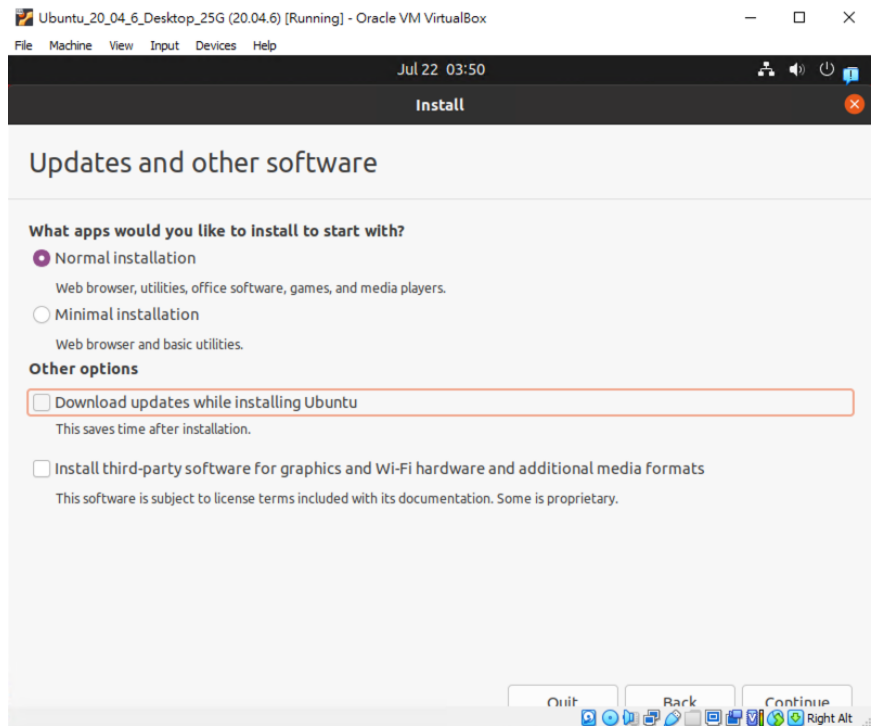 Ubuntu_20_04_6_Desktop_25G (20.04.6) [Running] - Oracle VM VirtualBox
File Machine View Input Devices Help
Jul 22 03:50
Install
Updates and other software
What apps would you like to install to start with?
Normal installation
Web browser, utilities, office software, games, and media players.
Minimal installation
Web browser and basic utilities.
Other options
Download updates while installing Ubuntu
This saves time after installation.
Install third-party software for graphics and Wi-Fi hardware and additional media formats
This software is subject to license terms included with its documentation. Some is proprietary.
Quit Back Continue
Right Alt